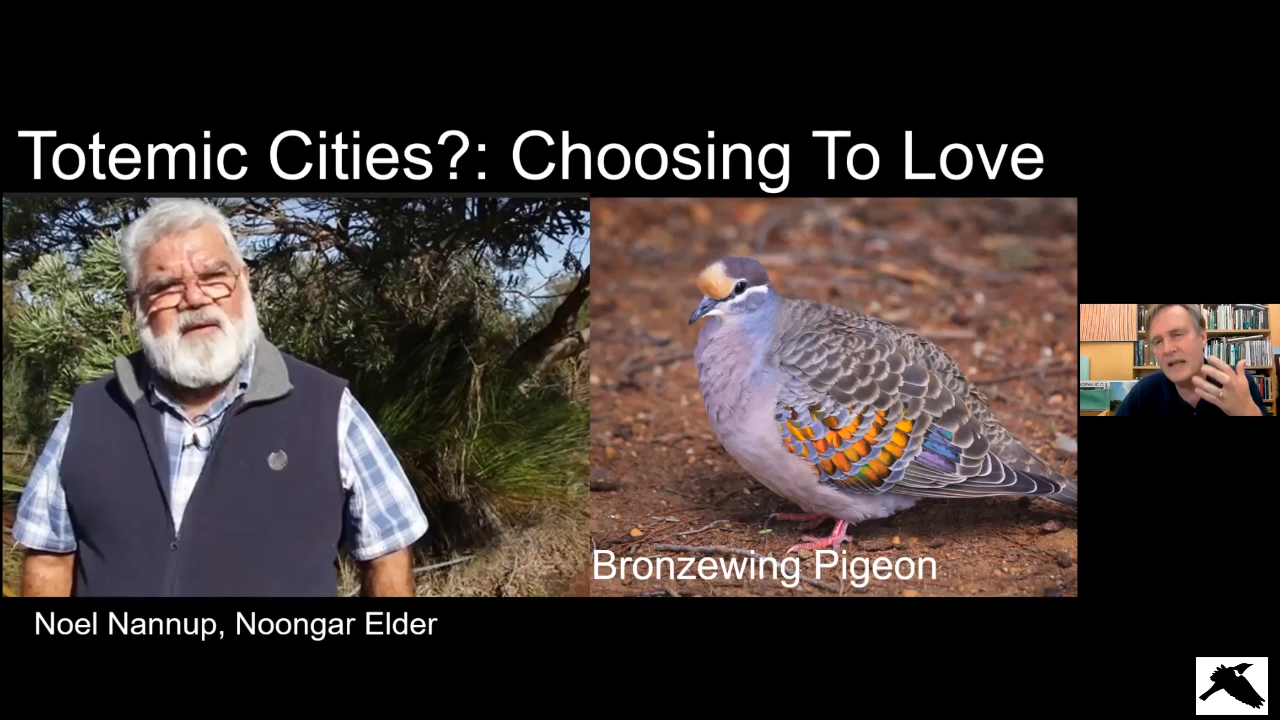 Totemic Cities?: Choosing To Love
Bronzewing Pigeon
Noel Nannup, Noongar Elder